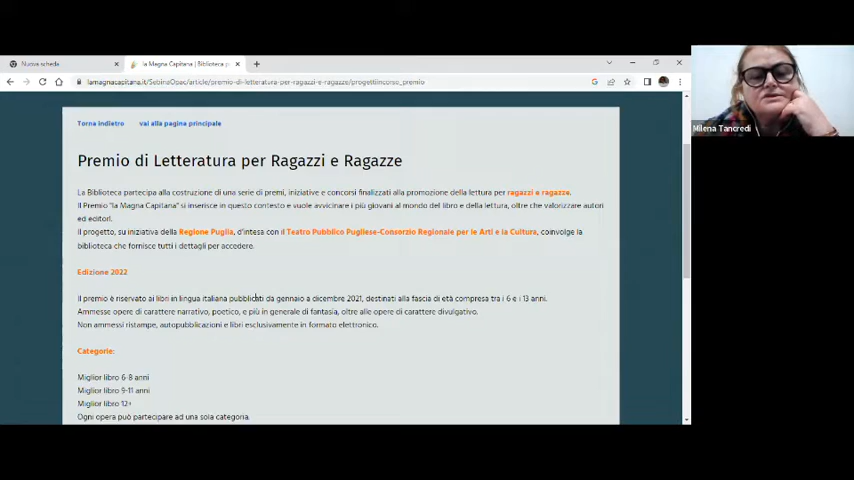 Nuova scheda
la Magna Capitana | Biblioteca p
lamagnacapitana.it/SebinaOpac/article/premio-di-letteratura-per-ragazzi-e-ragazze/progettiincorso_premio
Milena Tancredi
Torna indietro vai alla pagina principale
Premio di Letteratura per Ragazzi e Ragazze
La Biblioteca partecipa alla costruzione di una serie di premi, iniziative e concorsi finalizzati alla promozione della lettura per ragazzi e ragazze.
Il Premio "la Magna Capitana" si inserisce in questo contesto e vuole avvicinare i più giovani al mondo del libro e della lettura, oltre che valorizzare autori
ed editori.
Il progetto, su iniziativa della Regione Puglia, d'intesa con il Teatro Pubblico Pugliese-Consorzio Regionale per le Arti e la Cultura, coinvolge la
biblioteca che fornisce tutti i dettagli per accedere.
Edizione 2022
Il premio è riservato ai libri in lingua italiana pubblicati da gennaio a dicembre 2021, destinati alla fascia di età compresa tra i 6 e i 13 anni.
Ammesse opere di carattere narrativo, poetico, e più in generale di fantasia, oltre alle opere di carattere divulgativo.
Non ammessi ristampe, autopubblicazioni e libri esclusivamente in formato elettronico.
Categorie:
Miglior libro 6-8 anni
Miglior libro 9-11 anni
Miglior libro 12+
Ogni opera può partecipare ad una sola categoria.